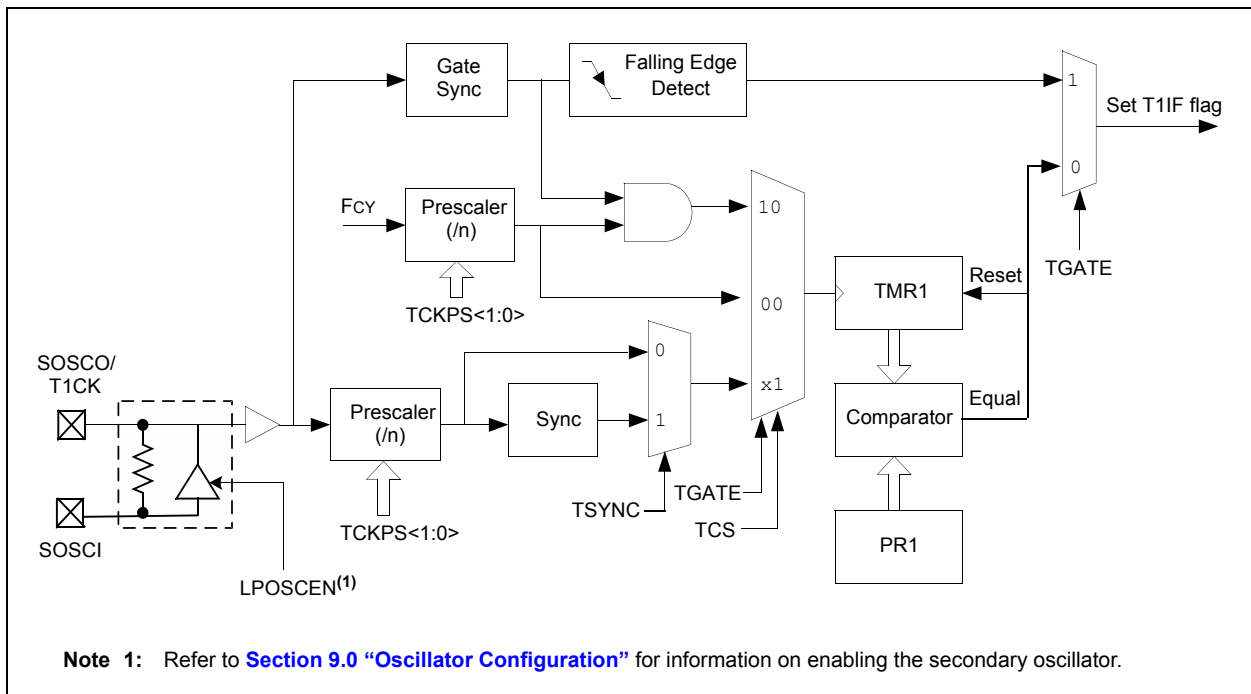 Gate
Sync
Falling Edge
Detect
1
Set T1IF flag
0
FCY
Prescaler
(/n)
10
TGATE
TCKPS<1:0>
00
TMR1
Reset
SOSCO/
T1CK
0
x1
Prescaler
(/n)
Sync
1
Comparator
Equal
TGATE
TSYNC
TCS
TCKPS<1:0>
SOSCI
PR1
LPOSCEN(1)
Note 1: Refer to Section 9.0 “Oscillator Configuration” for information on enabling the secondary oscillator.